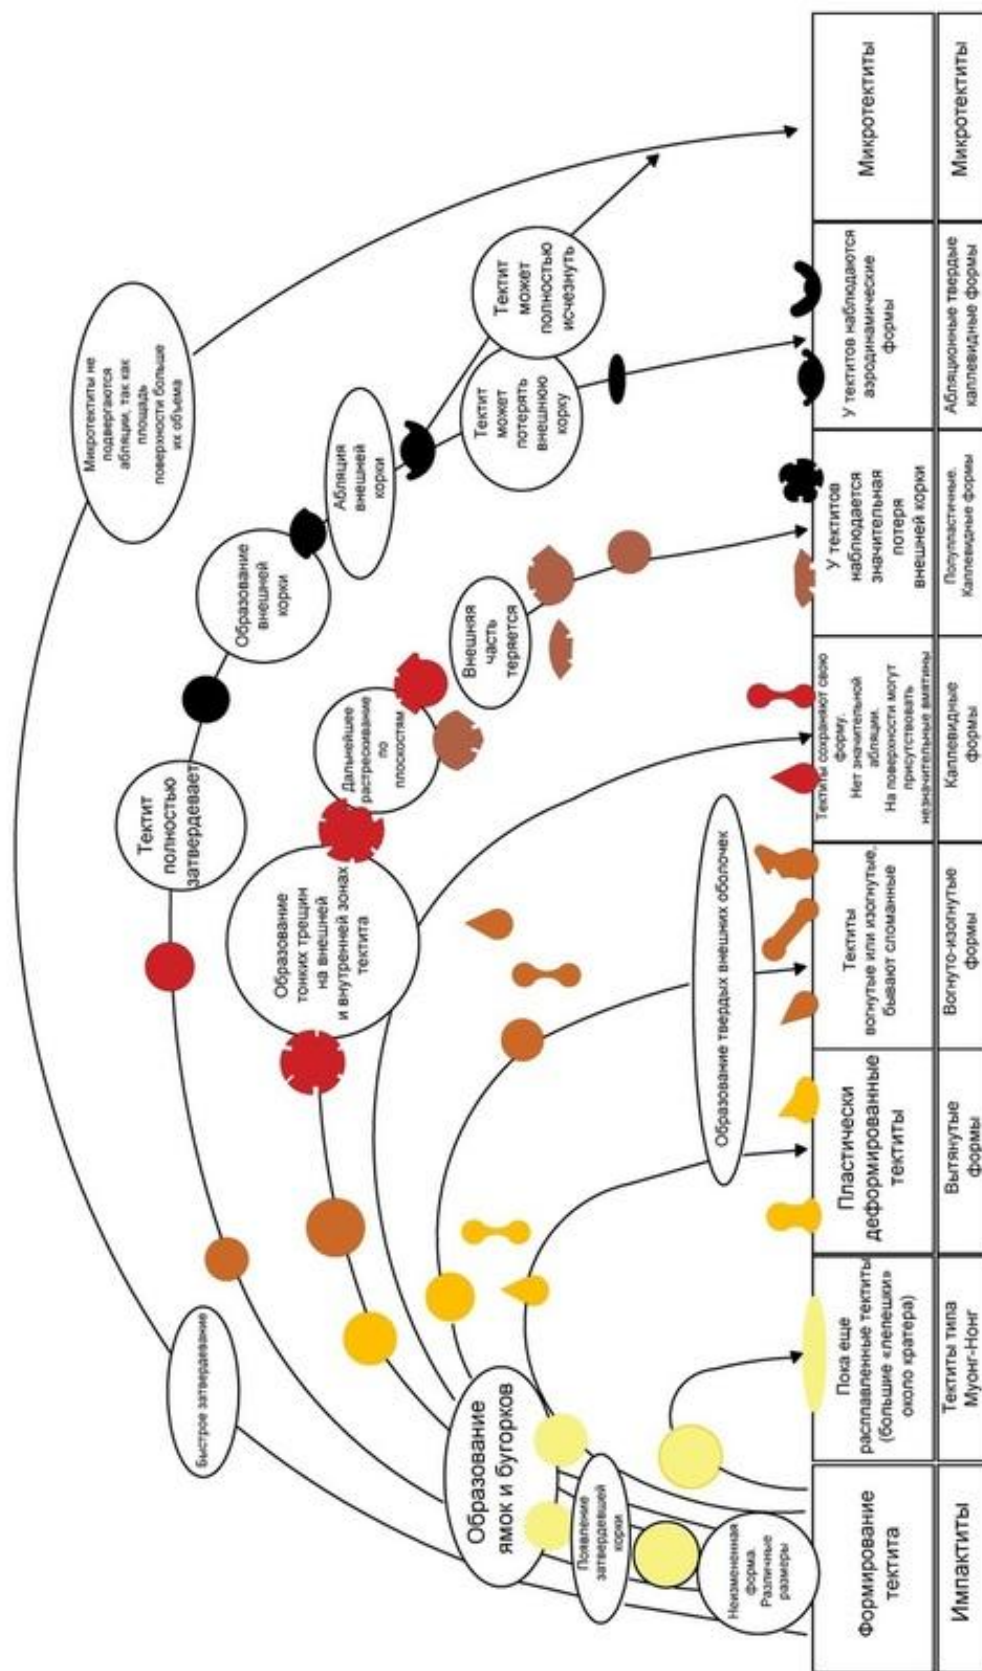 Микротектиты не
подвергаются
абляции, так как
площадь
поверхности больше
их объема
Быстрое затвердевание
Тектит
полностью
затвердевает
Образование
внешней
корки
Абляция
внешней
корки
Тектит
может
потерять
внешнюю
корку
Тектит
может
полностью
исчезнуть
Образование
тонких трещин
на внешней
и внутренней зонах
тектита
Дальнейшее
растрескивание
по
плоскостям
Внешняя
часть
теряется
Образование
ямок и бугорков
Появление
затвердевшей
корки
Неизмененная
форма.
Различные
размеры
Образование твердых внешних оболочек
Формирование
тектита
Пока еще
расплавленные тектиты
(большие «лепешки»
около кратера)
Пластически
деформированные
тектиты
Тектиты
вогнутые или изогнутые,
бывают сломанные
Тектиты сохраняют свою
форму.
Нет значительной
абляции.
На поверхности могут
присутствовать
незначительные вмятины
У тектитов
наблюдается
значительная
потеря
внешней корки
У тектитов наблюдаются
аэродинамические
формы
Микротектиты
Импактиты
Тектиты типа
Муонг-Нонг
Вытянутые
формы
Вогнуто-изогнутые
формы
Каплевидные
формы
Полупластичные.
Каплевидные формы
Абляционные твердые
каплевидные формы
Микротектиты